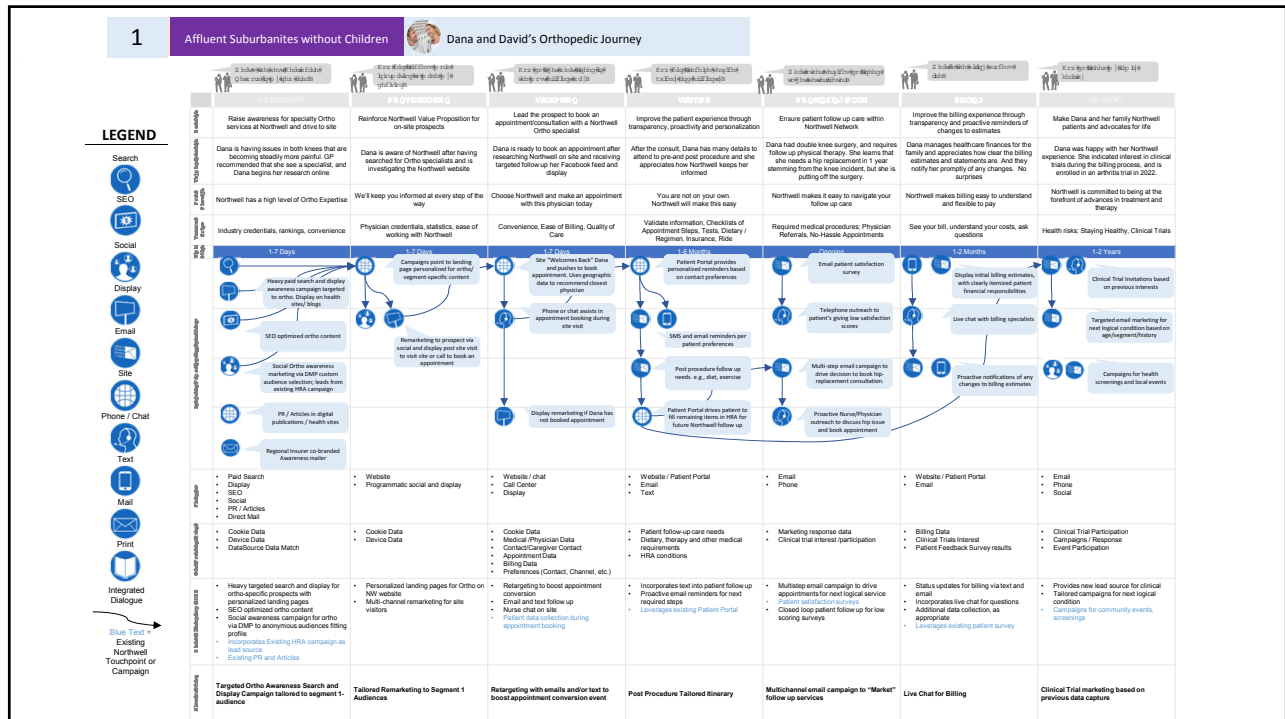 1
Affluent Suburbanites without Children
Dana and David's Orthopedic Journey
LEGEND
Search
SEO
Social
Display
Email
Site
Phone / Chat
Text
Mail
Print
Integrated
Dialogue
Blue Text =
Existing
Northwell
Touchpoint or
Campaign
Raise awareness for specialty Ortho
services at Northwell and drive to site
Reinforce Northwell Value Proposition for
on-site prospects
Lead the prospect to book an
appointment/consultation with a Northwell
Ortho specialist
Improve the patient experience through
transparency, proactivity and personalization
Ensure patient follow up care within
Northwell Network
Improve the billing experience through
transparency and proactive reminders of
changes to estimates
Make Dana and her family Northwell
patients and advocates for life
Dana is having issues in both knees that are
becoming steadily more painful. GP
recommended that she see a specialist, and
Dana begins her research online
Dana is aware of Northwell after having
searched for Ortho specialists and is
investigating the Northwell website
Dana is ready to book an appointment after
researching Northwell on site and receiving
targeted follow up her Facebook feed and
display
After the consult, Dana has many details to
attend to pre-and post procedure and she
appreciates how Northwell keeps her
informed
Dana had double knee surgery, and requires
follow up physical therapy. She learns that
she needs a hip replacement in 1 year
stemming from the knee incident, but she is
putting off the surgery.
Dana manages healthcare finances for the
family and appreciates how clear the billing
estimates and statements are. And they
notify her promptly of any changes. No
surprises
Dana was happy with her Northwell
experience. She indicated interest in clinical
trials during the billing process, and is
enrolled in an arthritis trial in 2022.
Northwell has a high level of Ortho Expertise
We'll keep you informed at every step of the
way
Choose Northwell and make an appointment
with this physician today
You are not on your own.
Northwell will make this easy
Northwell makes it easy to navigate your
follow up care
Northwell makes billing easy to understand
and flexible to pay
Northwell is committed to being at the
forefront of advances in treatment and
therapy
Industry credentials, rankings, convenience
Physician credentials, statistics, ease of
working with Northwell
Convenience, Ease of Billing, Quality of
Care
Validate information, Checklists of
Appointment Steps, Tests, Dietary /
Regimen, Insurance, Ride
Required medical procedures; Physician
Referrals, No-Hassle Appointments
See your bill, understand your costs, ask
questions
Health risks; Staying Healthy, Clinical Trials
1-7 Days
1-7 Days
1-7 Days
1-6 Months
Ongoing
1-2 Months
1-2 Years
Heavy paid search and display
awareness campaign targeted
to ortho. Display on health
sites/ blogs
SEO optimized ortho content
Social Ortho awareness
marketing via DMP custom
audience selection; leads from
existing HRA campaign
PR / Articles in digital
publications / health sites
Regional Insurer co-branded
Awareness mailer
Campaigns point to landing
page personalized for ortho/
segment-specific content
Remarketing to prospect via
social and display post site visit
to visit site or call to book an
appointment
Site "Welcomes Back" Dana
and pushes to book
appointment. Uses geographic
data to recommend closest
physician
Phone or chat assists in
appointment booking during
site visit
Display remarketing if Dana has
not booked appointment
Patient Portal provides
personalized reminders based
on contact preferences
SMS and email reminders per
patient preferences
Post procedure follow up
needs. e.g., diet, exercise
Patient Portal drives patient to
fill remaining items in HRA for
future Northwell follow up
Email patient satisfaction
survey
Telephone outreach to
patient's giving low satisfaction
scores
Multi-step email campaign to
drive decision to book hip-
replacement consultation.
Proactive Nurse/Physician
outreach to discuss hip issue
and book appointment
Display initial billing estimates,
with clearly itemized patient
financial responsibilities
Live chat with billing specialists
Proactive notifications of any
changes to billing estimates
Clinical Trial Invitations based on
previous interests
Targeted email marketing for
next logical condition based on
age/segment/history
Campaigns for health
screenings and local events
• Paid Search
• Display
• SEO
• Social
• PR / Articles
• Direct Mail
• Website
• Programmatic social and display
• Website / chat
• Call Center
• Display
• Website / Patient Portal
• Email
• Text
• Email
• Phone
• Website / Patient Portal
• Email
• Email
• Phone
• Social
• Cookie Data
• Device Data
• DataSource Data Match
• Cookie Data
• Device Data
• Cookie Data
• Medical /Physician Data
• Contact/Caregiver Contact
• Appointment Data
• Billing Data
• Preferences (Contact, Channel, etc.)
• Patient follow-up care needs
• Dietary, therapy and other medical
requirements
• HRA conditions
• Marketing response data
• Clinical trial interest /participation
• Billing Data
• Clinical Trials Interest
• Patient Feedback Survey results
• Clinical Trial Participation
• Campaigns / Response
• Event Participation
• Heavy targeted search and display for
ortho-specific prospects with
personalized landing pages
• SEO optimized ortho content
• Social awareness campaign for ortho
via DMP to anonymous audiences fitting
profile
• Incorporates Existing HRA campaign as
lead source
• Existing PR and Articles
• Personalized landing pages for Ortho on
NW website
• Multi-channel remarketing for site
visitors
• Retargeting to boost appointment
conversion
• Email and text follow up
• Nurse chat on site
• Patient data collection during
appointment booking
• Incorporates text into patient follow up
• Proactive email reminders for next
required steps
• Leverages existing Patient Portal
• Multistep email campaign to drive
appointments for next logical service
• Patient satisfaction surveys
• Closed loop patient follow up for low
scoring surveys
• Status updates for billing via text and
email
• Incorporates live chat for questions
• Additional data collection, as
appropriate
• Leverages existing patient survey
• Provides new lead source for clinical
• Tailored campaigns for next logical
condition
• Campaigns for community events,
screenings
Targeted Ortho Awareness Search and
Display Campaign tailored to segment 1-
audience
Tailored Remarketing to Segment 1
Audiences
Retargeting with emails and/or text to
boost appointment conversion event
Post Procedure Tailored Itinerary
Multichannel email campaign to "Market"
follow up services
Live Chat for Billing
Clinical Trial marketing based on
previous data capture